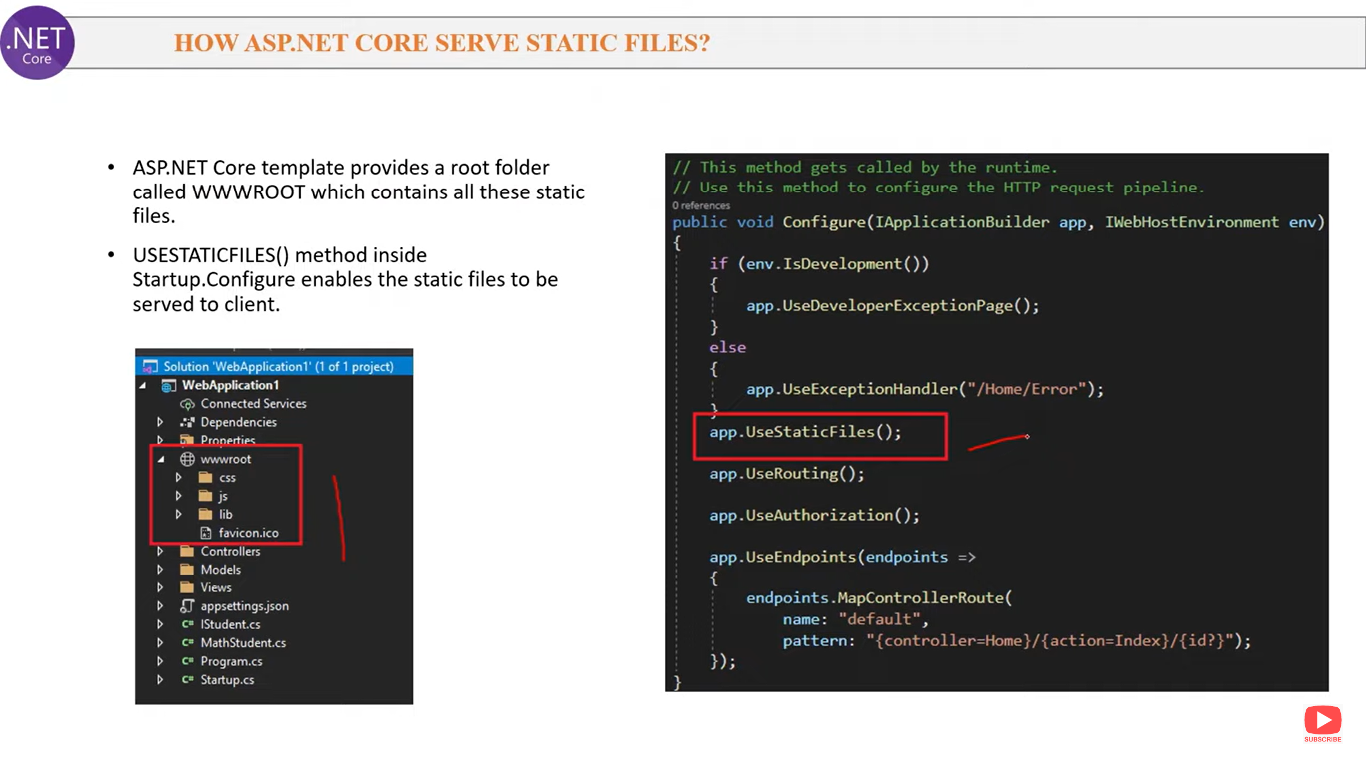 .NET
Core
HOW ASP.NET CORE SERVE STATIC FILES?
• ASP.NET Core template provides a root folder
called WWWROOT which contains all these static
files.
• USESTATICFILES() method inside
Startup.Configure enables the static files to be
served to client.
Solution 'WebApplication1' (1 of 1 project)
WebApplication1
Connected Services
Dependencies
Properties
wwwroot
css
js
lib
favicon.ico
Controllers
Models
Views
appsettings.json
C# IStudent.cs
C# MathStudent.cs
C# Program.cs
C# Startup.cs
// This method gets called by the runtime.
// Use this method to configure the HTTP request pipeline.
0 references
public void Configure(IApplicationBuilder app, IWebHostEnvironment env)
{
if (env.IsDevelopment())
{
app.UseDeveloperExceptionPage();
}
else
{
app.UseExceptionHandler("/Home/Error");
}
app.UseStaticFiles();
app.UseRouting();
app.UseAuthorization();
app.UseEndpoints(endpoints =>
{
endpoints.MapControllerRoute(
name: "default",
pattern: "{controller=Home}/{action=Index}/{id?}");
});
}
SUBSCRIBE